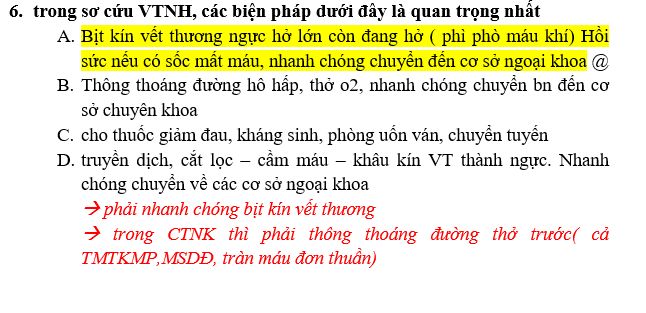 6. trong sơ cứu VTNH, các biện pháp dưới đây là quan trọng nhất
A. Bịt kín vết thương ngực hở lớn còn đang hở ( phì phò máu khí) Hồi
sức nếu có sốc mất máu, nhanh chóng chuyển đến cơ sở ngoại khoa @
B. Thông thoáng đường hô hấp, thở o2, nhanh chóng chuyển bn đến cơ
sở chuyên khoa
C. cho thuốc giảm đau, kháng sinh, phòng uốn ván, chuyển tuyến
D. truyền dịch, cắt lọc – cầm máu – khâu kín VT thành ngực. Nhanh
chóng chuyển về các cơ sở ngoại khoa
→ phải nhanh chóng bịt kín vết thương
→ trong CTNK thì phải thông thoáng đường thở trước( cả
TMTKMP,MSDĐ, tràn máu đơn thuần)